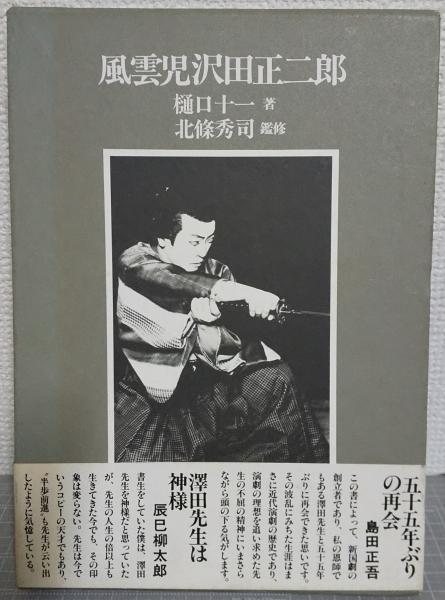 風雲児沢田正二郎
樋口十一 著
北條秀司 鑑修
五十五年ぶり
の再会
島田正吾
この書によって、新国劇の
創立者であり、私の恩師で
もある澤田先生と五十五年
ぶりに再会できた思いです。
その波乱にみちた生涯はま
さに近代演劇の歴史であり、
演劇の理想を追い求めた先
生の不屈の精神にいまさら
ながら頭の下る気がします。
澤田先生は
神様
辰巳柳太郎
書生をしていた僕は、澤田
先生を神様だと思っていた
が、先生の人生の倍以上も
生きてきた今でも、その印
象は変らない。先生は今で
いうコピーの天才でもあり、
“半歩前進”も先生が云い出
したように気憶している。